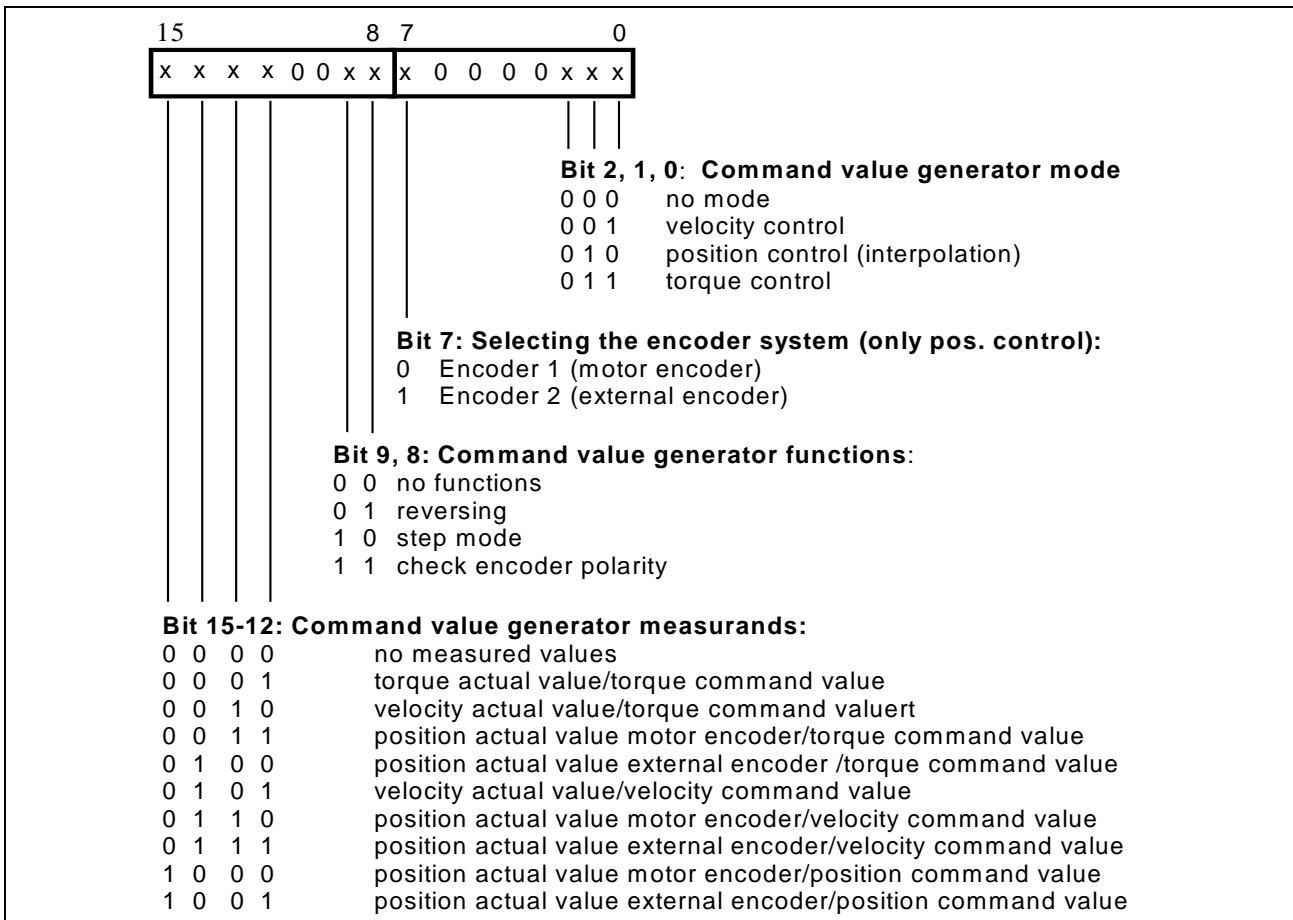 15 8 7 0
x x x x 0 0 x x x 0 0 0 0 x x x
Bit 2, 1, 0: Command value generator mode
0 0 0 no mode
0 0 1 velocity control
0 1 0 position control (interpolation)
0 1 1 torque control
Bit 7: Selecting the encoder system (only pos. control):
0 Encoder 1 (motor encoder)
1 Encoder 2 (external encoder)
Bit 9, 8: Command value generator functions:
0 0 no functions
0 1 reversing
1 0 step mode
1 1 check encoder polarity
Bit 15-12: Command value generator measurands:
0 0 0 0 no measured values
0 0 0 1 torque actual value/torque command value
0 0 1 0 velocity actual value/torque command valuert
0 0 1 1 position actual value motor encoder/torque command value
0 1 0 0 position actual value external encoder /torque command value
0 1 0 1 velocity actual value/velocity command value
0 1 1 0 position actual value motor encoder/velocity command value
0 1 1 1 position actual value external encoder/velocity command value
1 0 0 0 position actual value motor encoder/position command value
1 0 0 1 position actual value external encoder/position command value